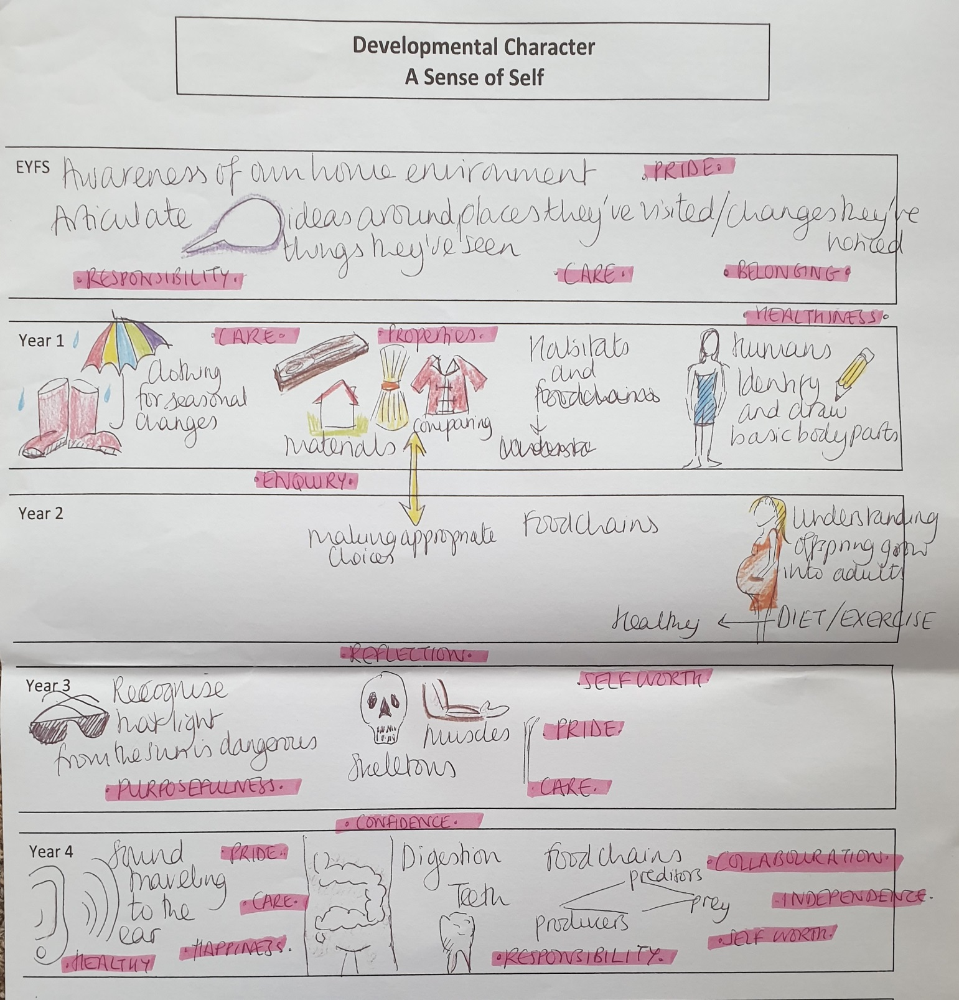 Developmental Character
A Sense of Self
EYFS
Awareness of own home environment
• PRIDE •
Articulate ideas around places they've visited/changes they've
things they've seen
noticed
• RESPONSIBILITY •
• CARE •
• BELONGING •
• HEALTHINESS •
Year 1
• CARE •
• Properties •
Clothing
for seasonal
changes
Materials
comparing
Habitats
and
foodchains
Humans
Identify
and draw
basic body parts
• ENQUIRY •
Year 2
Making appropriate
choices
Foodchains
Understanding
offspring grow
into adults
Healthy ← DIET/EXERCISE
• REFLECTION •
Year 3
Recognise
that light
from the sun is dangerous
• PURPOSEFULNESS •
Skeletons
Muscles
• SELF WORTH •
• PRIDE •
• CARE •
• CONFIDENCE •
Year 4
Sound
traveling
to the
ear
• PRIDE •
• CARE •
• HAPPINESS •
• HEALTHY
Digestion
Teeth
Food chains
preditors
prey
producers
• COLLABOURATION •
• INDEPENDENCE •
• SELF WORTH •
• RESPONSIBILITY •